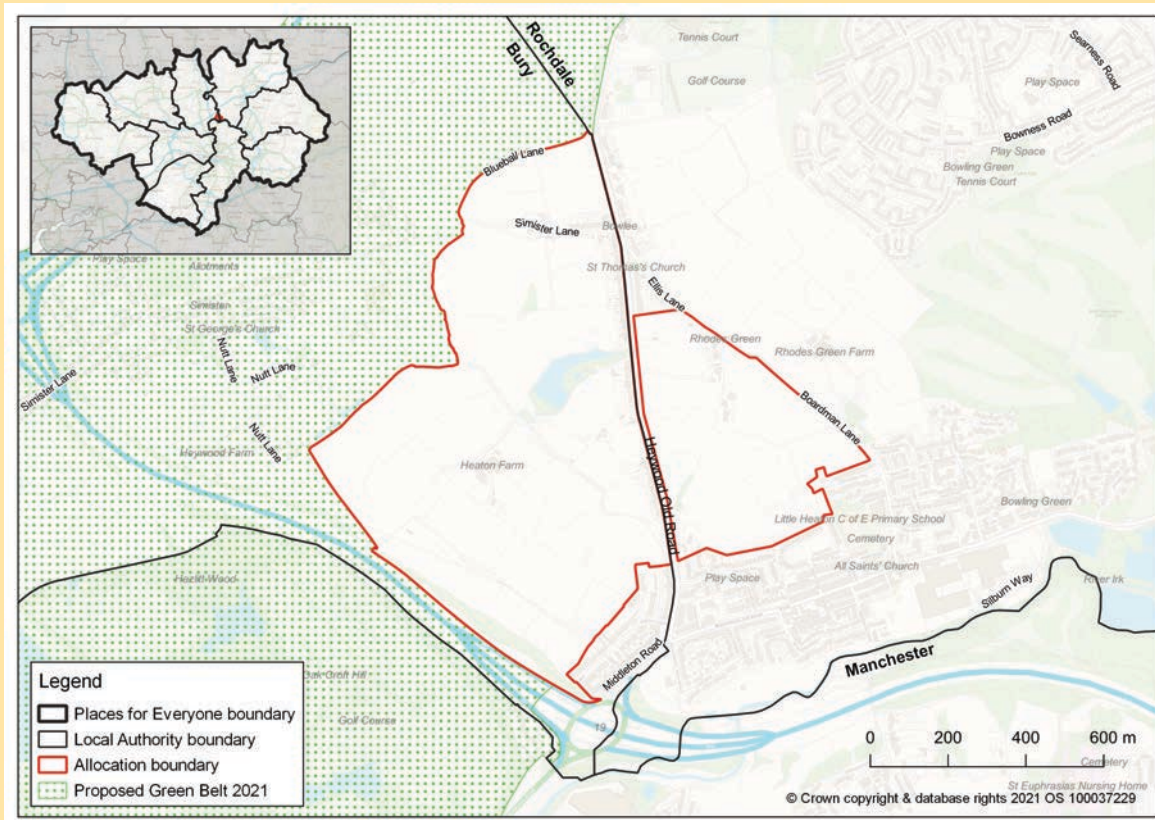 Rochdale
Bury
Tennis Court
Golf Course
Searness Road
Play Space
Bowness Road
Play Space
Bowling Green
Tennis Court
Blueball Lane
Simister Lane
Bowlee
St Thomas's Church
Play Space
Allotments
Simister
St George's Church
Nutt Lane
Nutt Lane
Simister Lane
Nutt Lane
Heywood Farm
Ellis Lane
Rhodes Green
Rhodes Green Farm
Boardman Lane
Heaton Farm
Heywood Old Road
Bowling Green
Little Heaton C of E Primary School
Cemetery
All Saints' Church
Play Space
Hazlitt Wood
Silburn Way
River Irk
Middleton Road
Manchester
Oak Croft Hill
Golf Course
19
Legend
Places for Everyone boundary
Local Authority boundary
Allocation boundary
Proposed Green Belt 2021
0 200 400 600 m
Cemetery
St Euphrasias Nursing Home
© Crown copyright & database rights 2021 OS 100037229